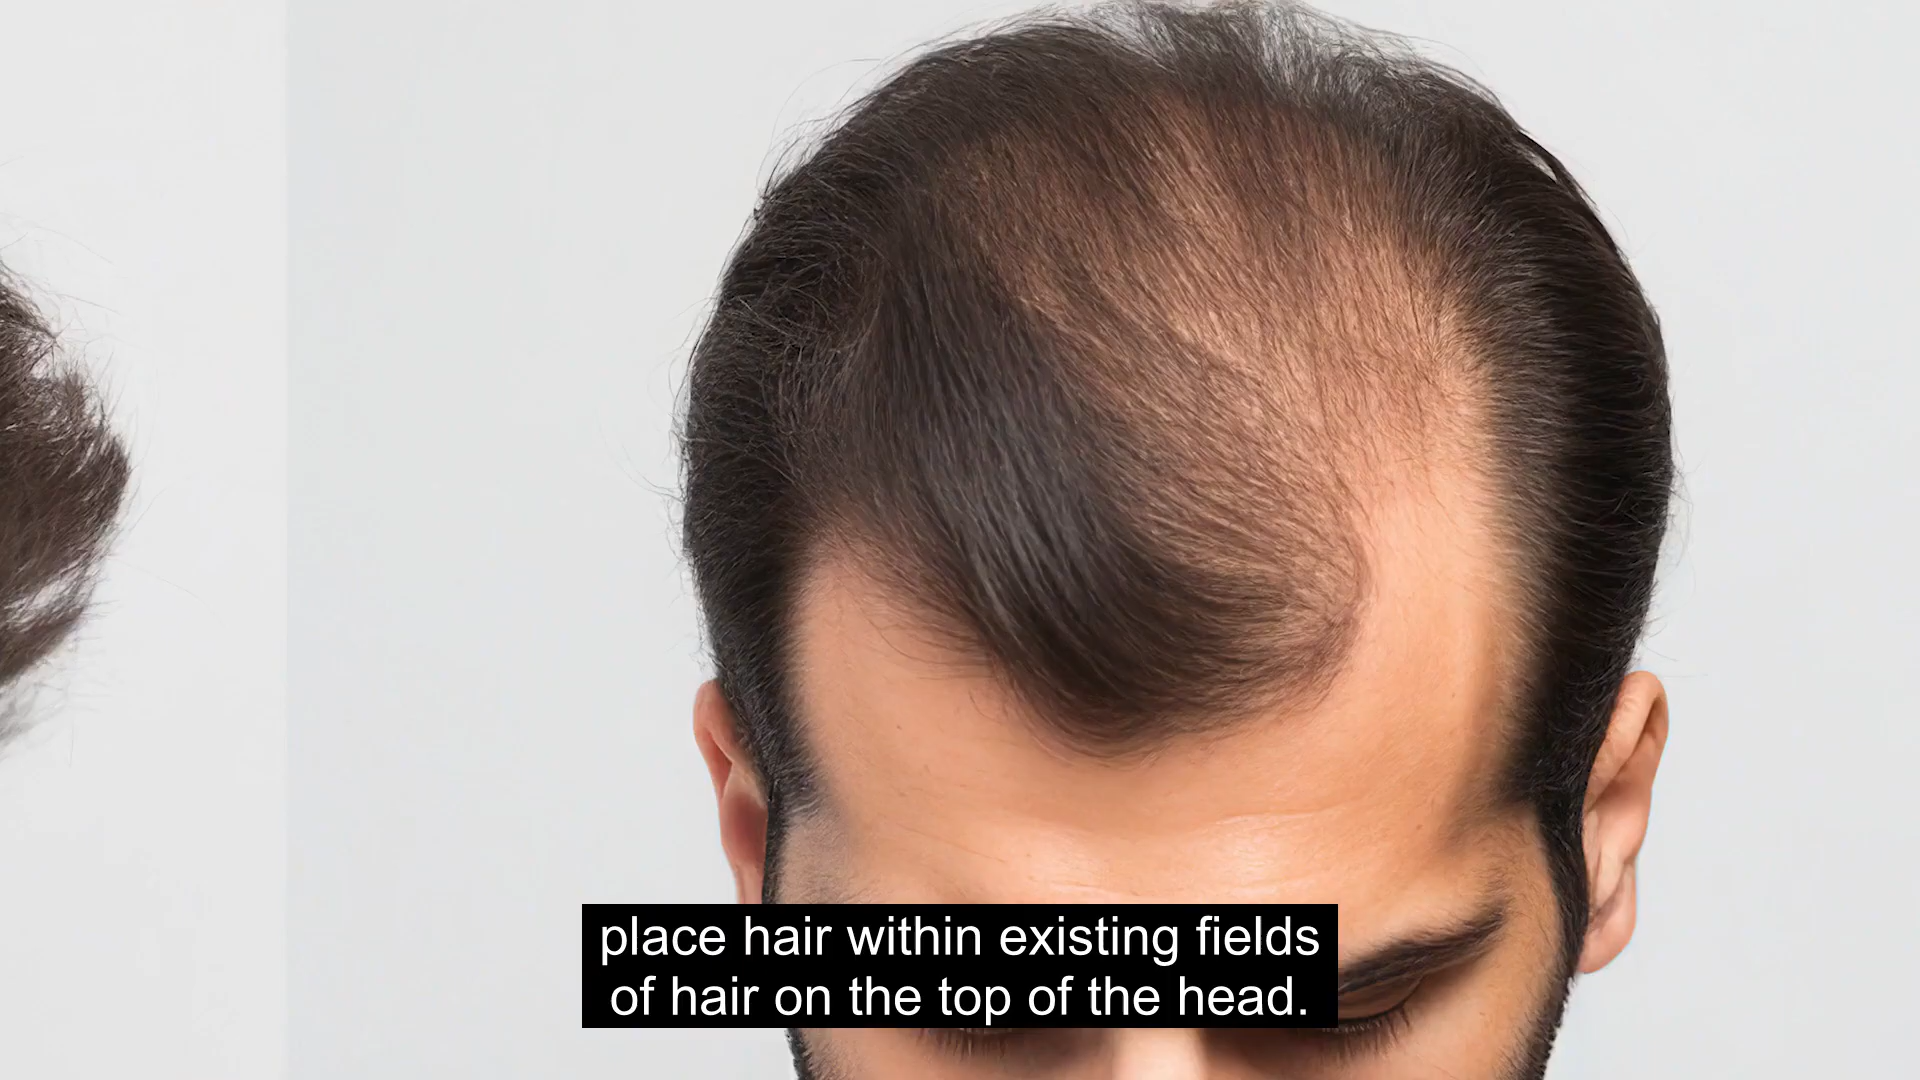 place hair within existing fields
of hair on the top of the head.